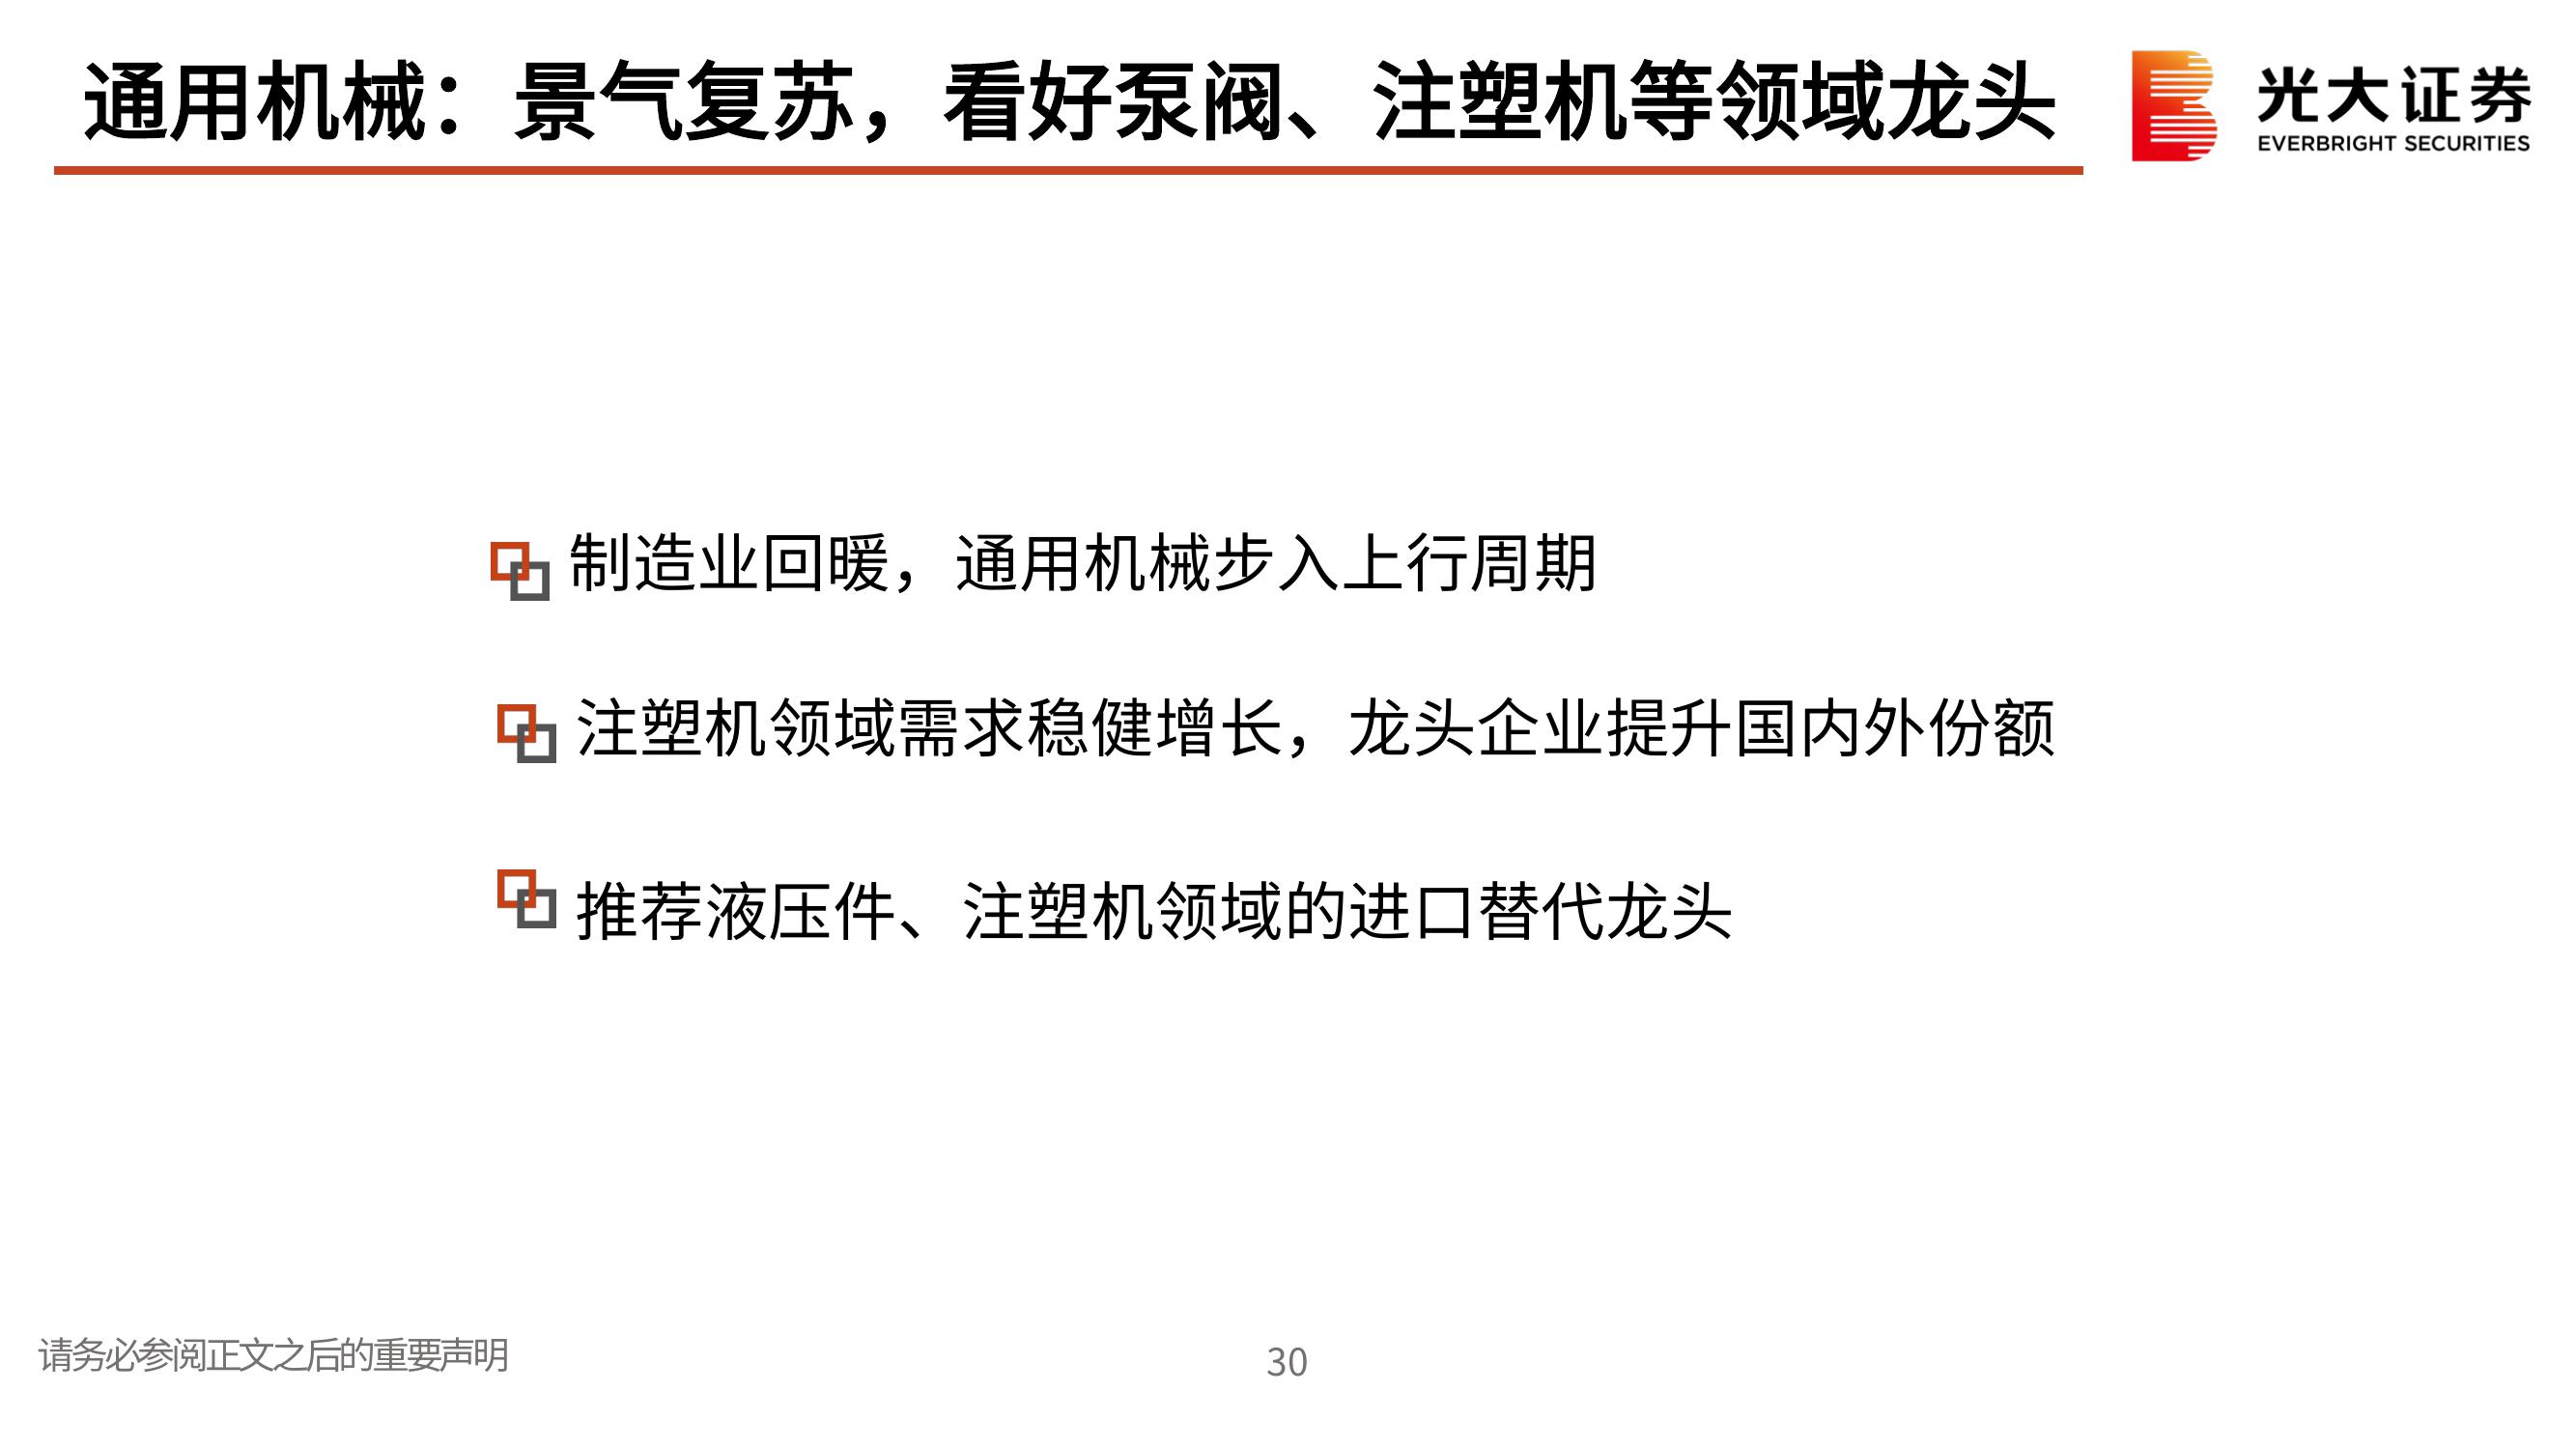 通用机械：景气复苏，看好泵阀、注塑机等领域龙头
光大证券
EVERBRIGHT SECURITIES
制造业回暖，通用机械步入上行周期
注塑机领域需求稳健增长，龙头企业提升国内外份额
推荐液压件、注塑机领域的进口替代龙头
请务必参阅正文之后的重要声明
30